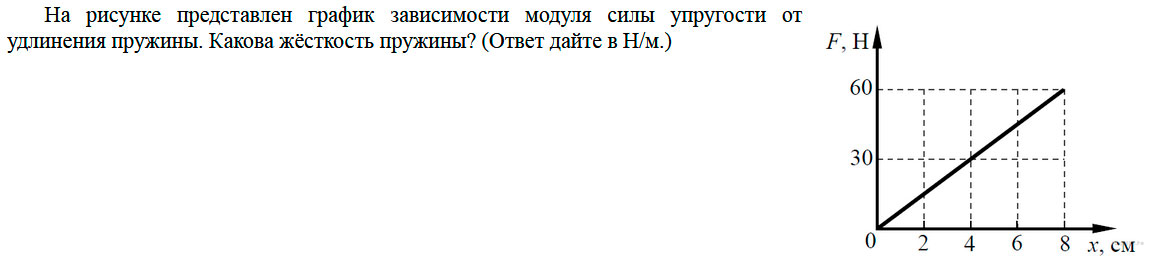 На рисунке представлен график зависимости модуля силы упругости от
удлинения пружины. Какова жёсткость пружины? (Ответ дайте в Н/м.)
F, Н
60
30
0 2 4 6 8 x, см